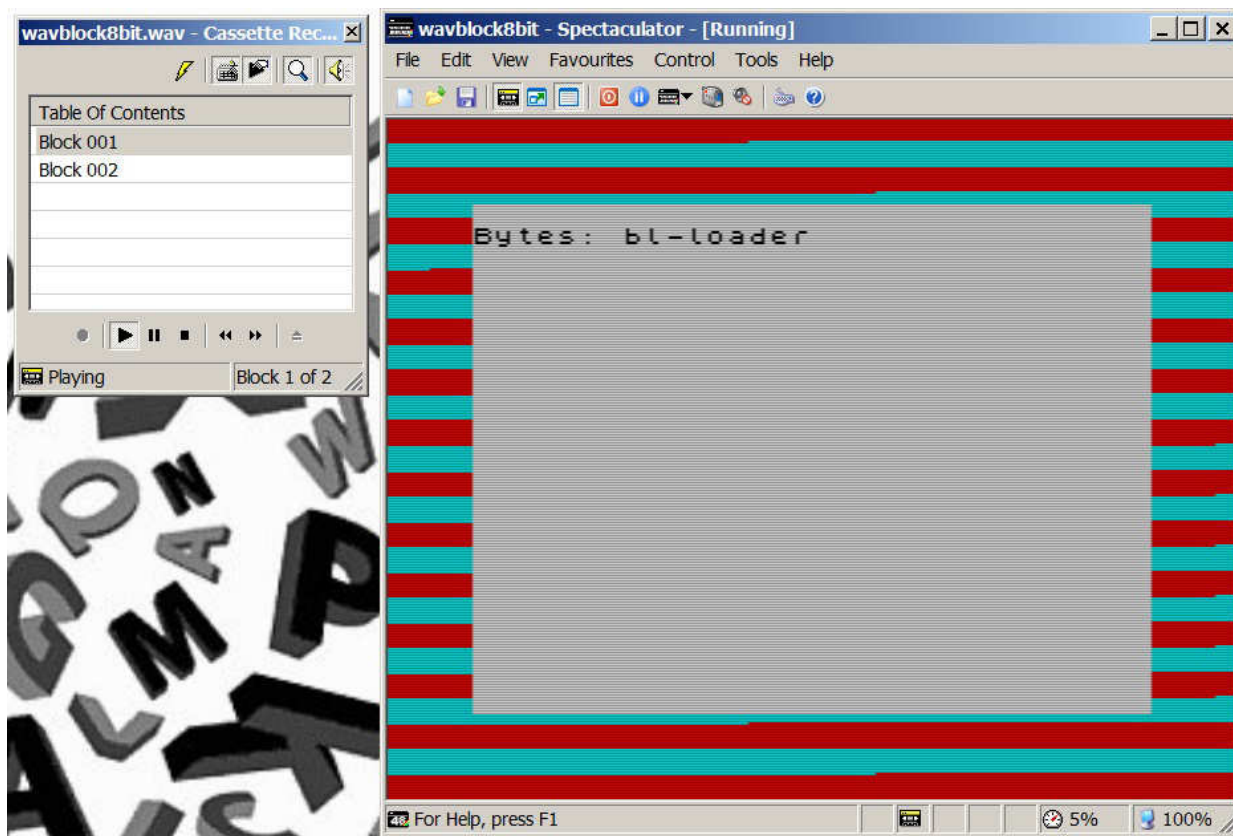 wavblock8bit.wav - Cassette Rec...
Table Of Contents
Block 001
Block 002
Playing
Block 1 of 2
wavblock8bit - Spectaculator - [Running]
File Edit View Favourites Control Tools Help
Bytes: bl-loader
48 For Help, press F1
5%
100%
W
N
O
A
P
G
M
L
K
A